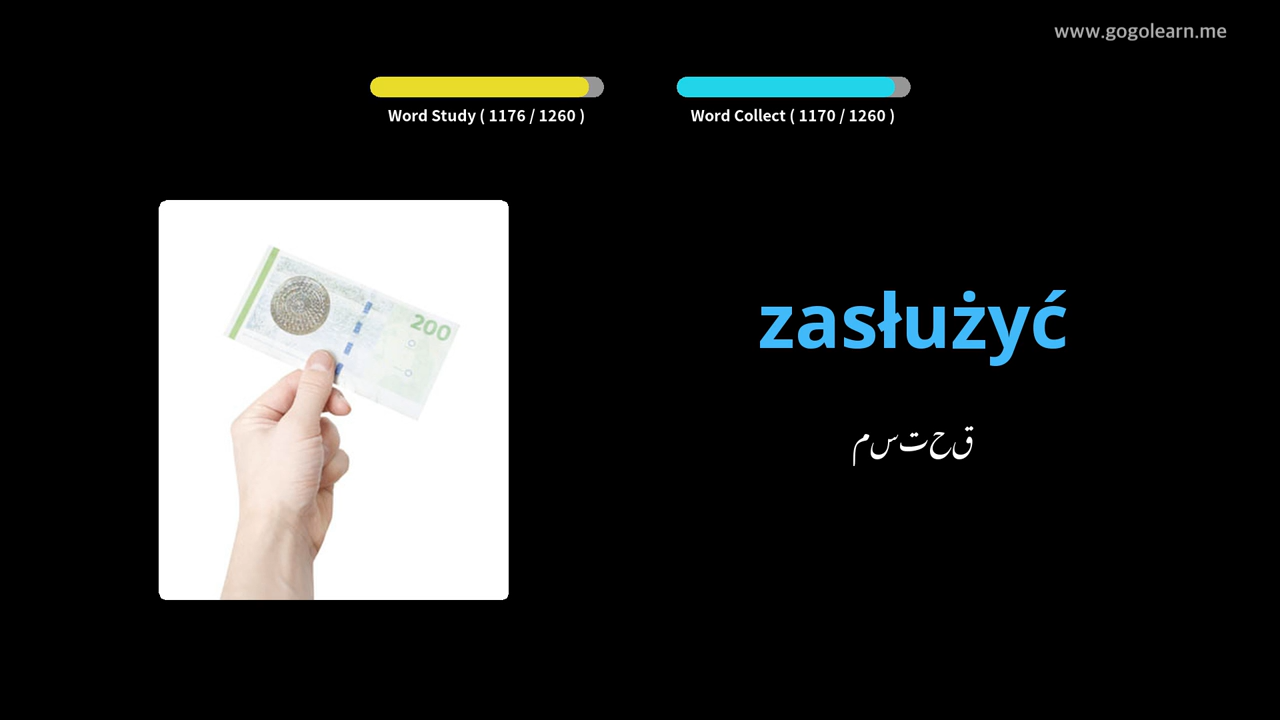 www.gogolearn.me
Word Study ( 1176 / 1260 )
Word Collect ( 1170 / 1260 )
200
zasłużyć
مستحق